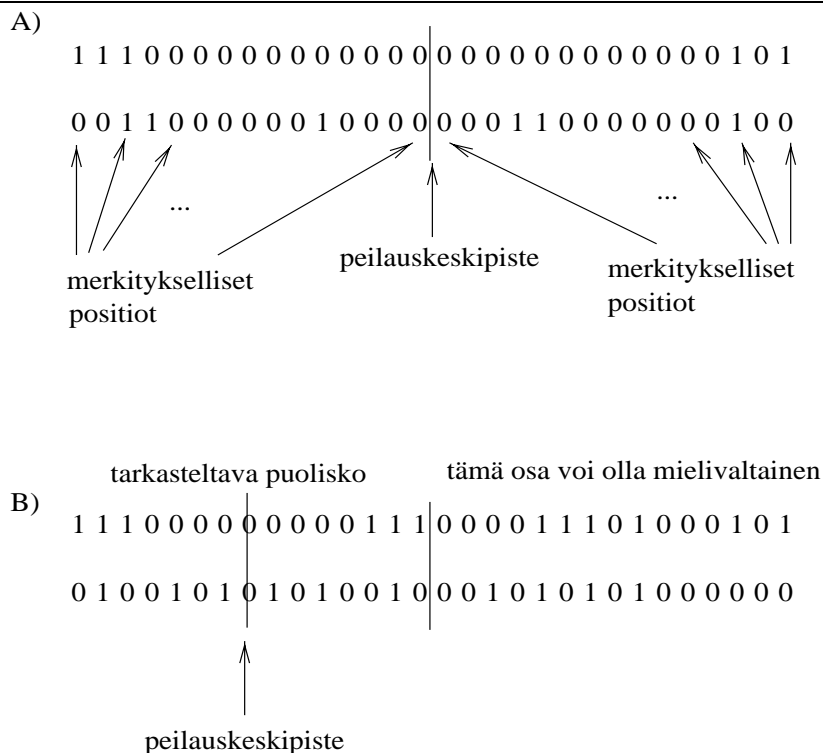 A)
1 1 1 0 0 0 0 0 0 0 0 0 0 0 0 0 0 0 0 0 0 0 0 0 0 0 0 1 0 1
0 0 1 1 0 0 0 0 0 0 1 0 0 0 0 0 0 0 1 1 0 0 0 0 0 0 0 1 0 0
... ...
peilauskeskipiste
merkitykselliset
positiot
merkitykselliset
positiot
tarkasteltava puolisko tämä osa voi olla mielivaltainen
B)
1 1 1 0 0 0 0 0 0 0 0 0 1 1 1 0 0 0 0 1 1 1 0 1 0 0 0 1 0 1
0 1 0 0 1 0 1 0 1 0 1 0 0 1 0 0 0 1 0 1 0 1 0 1 0 0 0 0 0 0
peilauskeskipiste